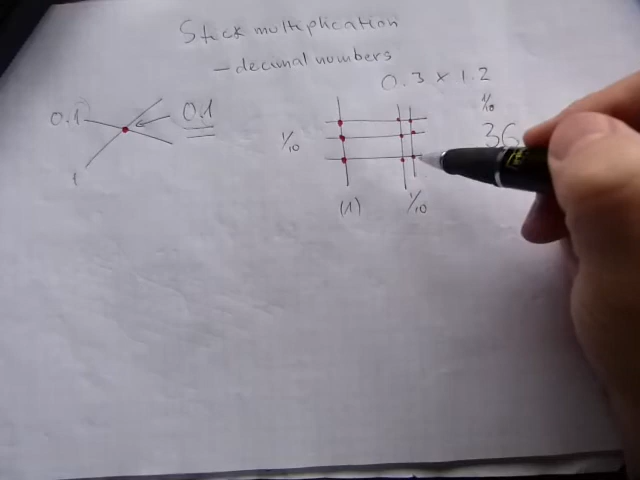 Stick multiplication
- decimal numbers
0.3 × 1.2
0.1 0.1
1/10
1/10
36
1
(1) 1/10